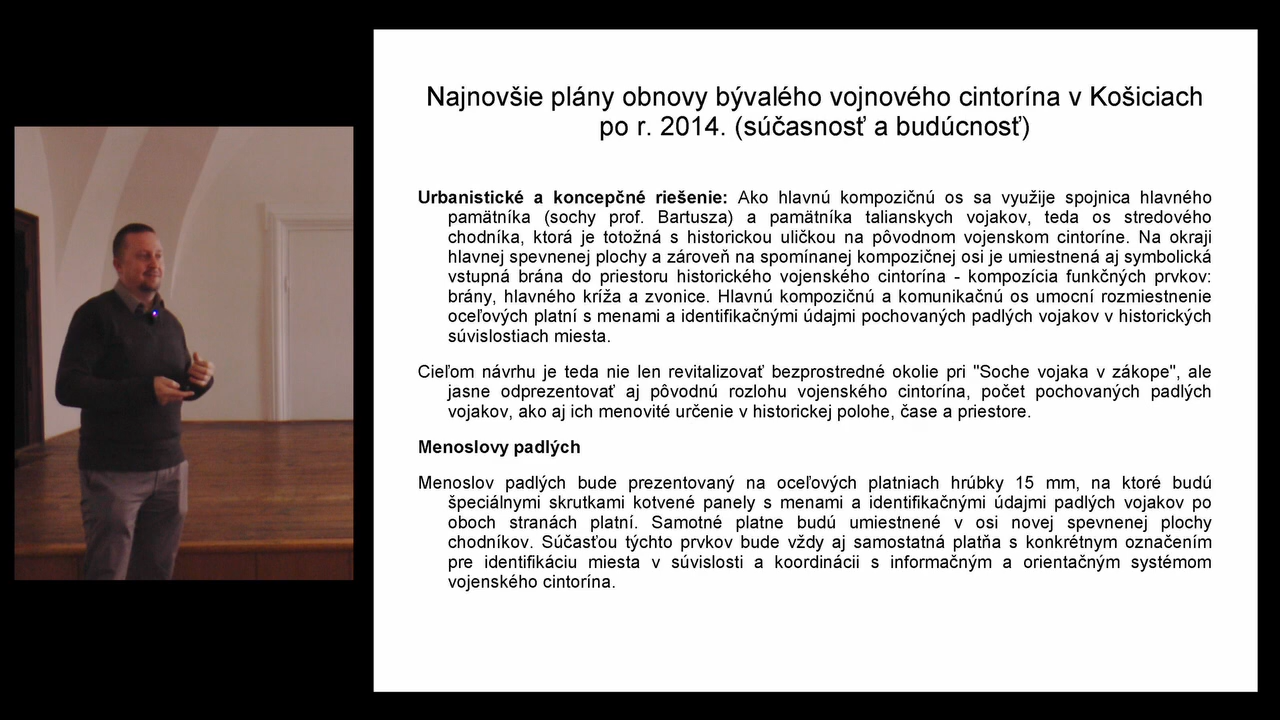 Najnovšie plány obnovy bývalého vojnového cintorína v Košiciach
po r. 2014. (súčasnosť a budúcnosť)
Urbanistické a koncepčné riešenie: Ako hlavnú kompozičnú os sa využije spojnica hlavného
pamätníka (sochy prof. Bartusza) a pamätníka talianskych vojakov, teda os stredového
chodníka, ktorá je totožná s historickou uličkou na pôvodnom vojenskom cintoríne. Na okraji
hlavnej spevnenej plochy a zároveň na spomínanej kompozičnej osi je umiestnená aj symbolická
vstupná brána do priestoru historického vojenského cintorína - kompozícia funkčných prvkov:
brány, hlavného kríža a zvonice. Hlavnú kompozičnú a komunikačnú os umocní rozmiestnenie
oceľových platní s menami a identifikačnými údajmi pochovaných padlých vojakov v historických
súvislostiach miesta.
Cieľom návrhu je teda nie len revitalizovať bezprostredné okolie pri "Soche vojaka v zákope", ale
jasne odprezentovať aj pôvodnú rozlohu vojenského cintorína, počet pochovaných padlých
vojakov, ako aj ich menovité určenie v historickej polohe, čase a priestore.
Menoslovy padlých
Menoslov padlých bude prezentovaný na oceľových platniach hrúbky 15 mm, na ktoré budú
špeciálnymi skrutkami kotvené panely s menami a identifikačnými údajmi padlých vojakov po
oboch stranách platní. Samotné platne budú umiestnené v osi novej spevnenej plochy
chodníkov. Súčasťou týchto prvkov bude vždy aj samostatná platňa s konkrétnym označením
pre identifikáciu miesta v súvislosti a koordinácii s informačným a orientačným systémom
vojenského cintorína.